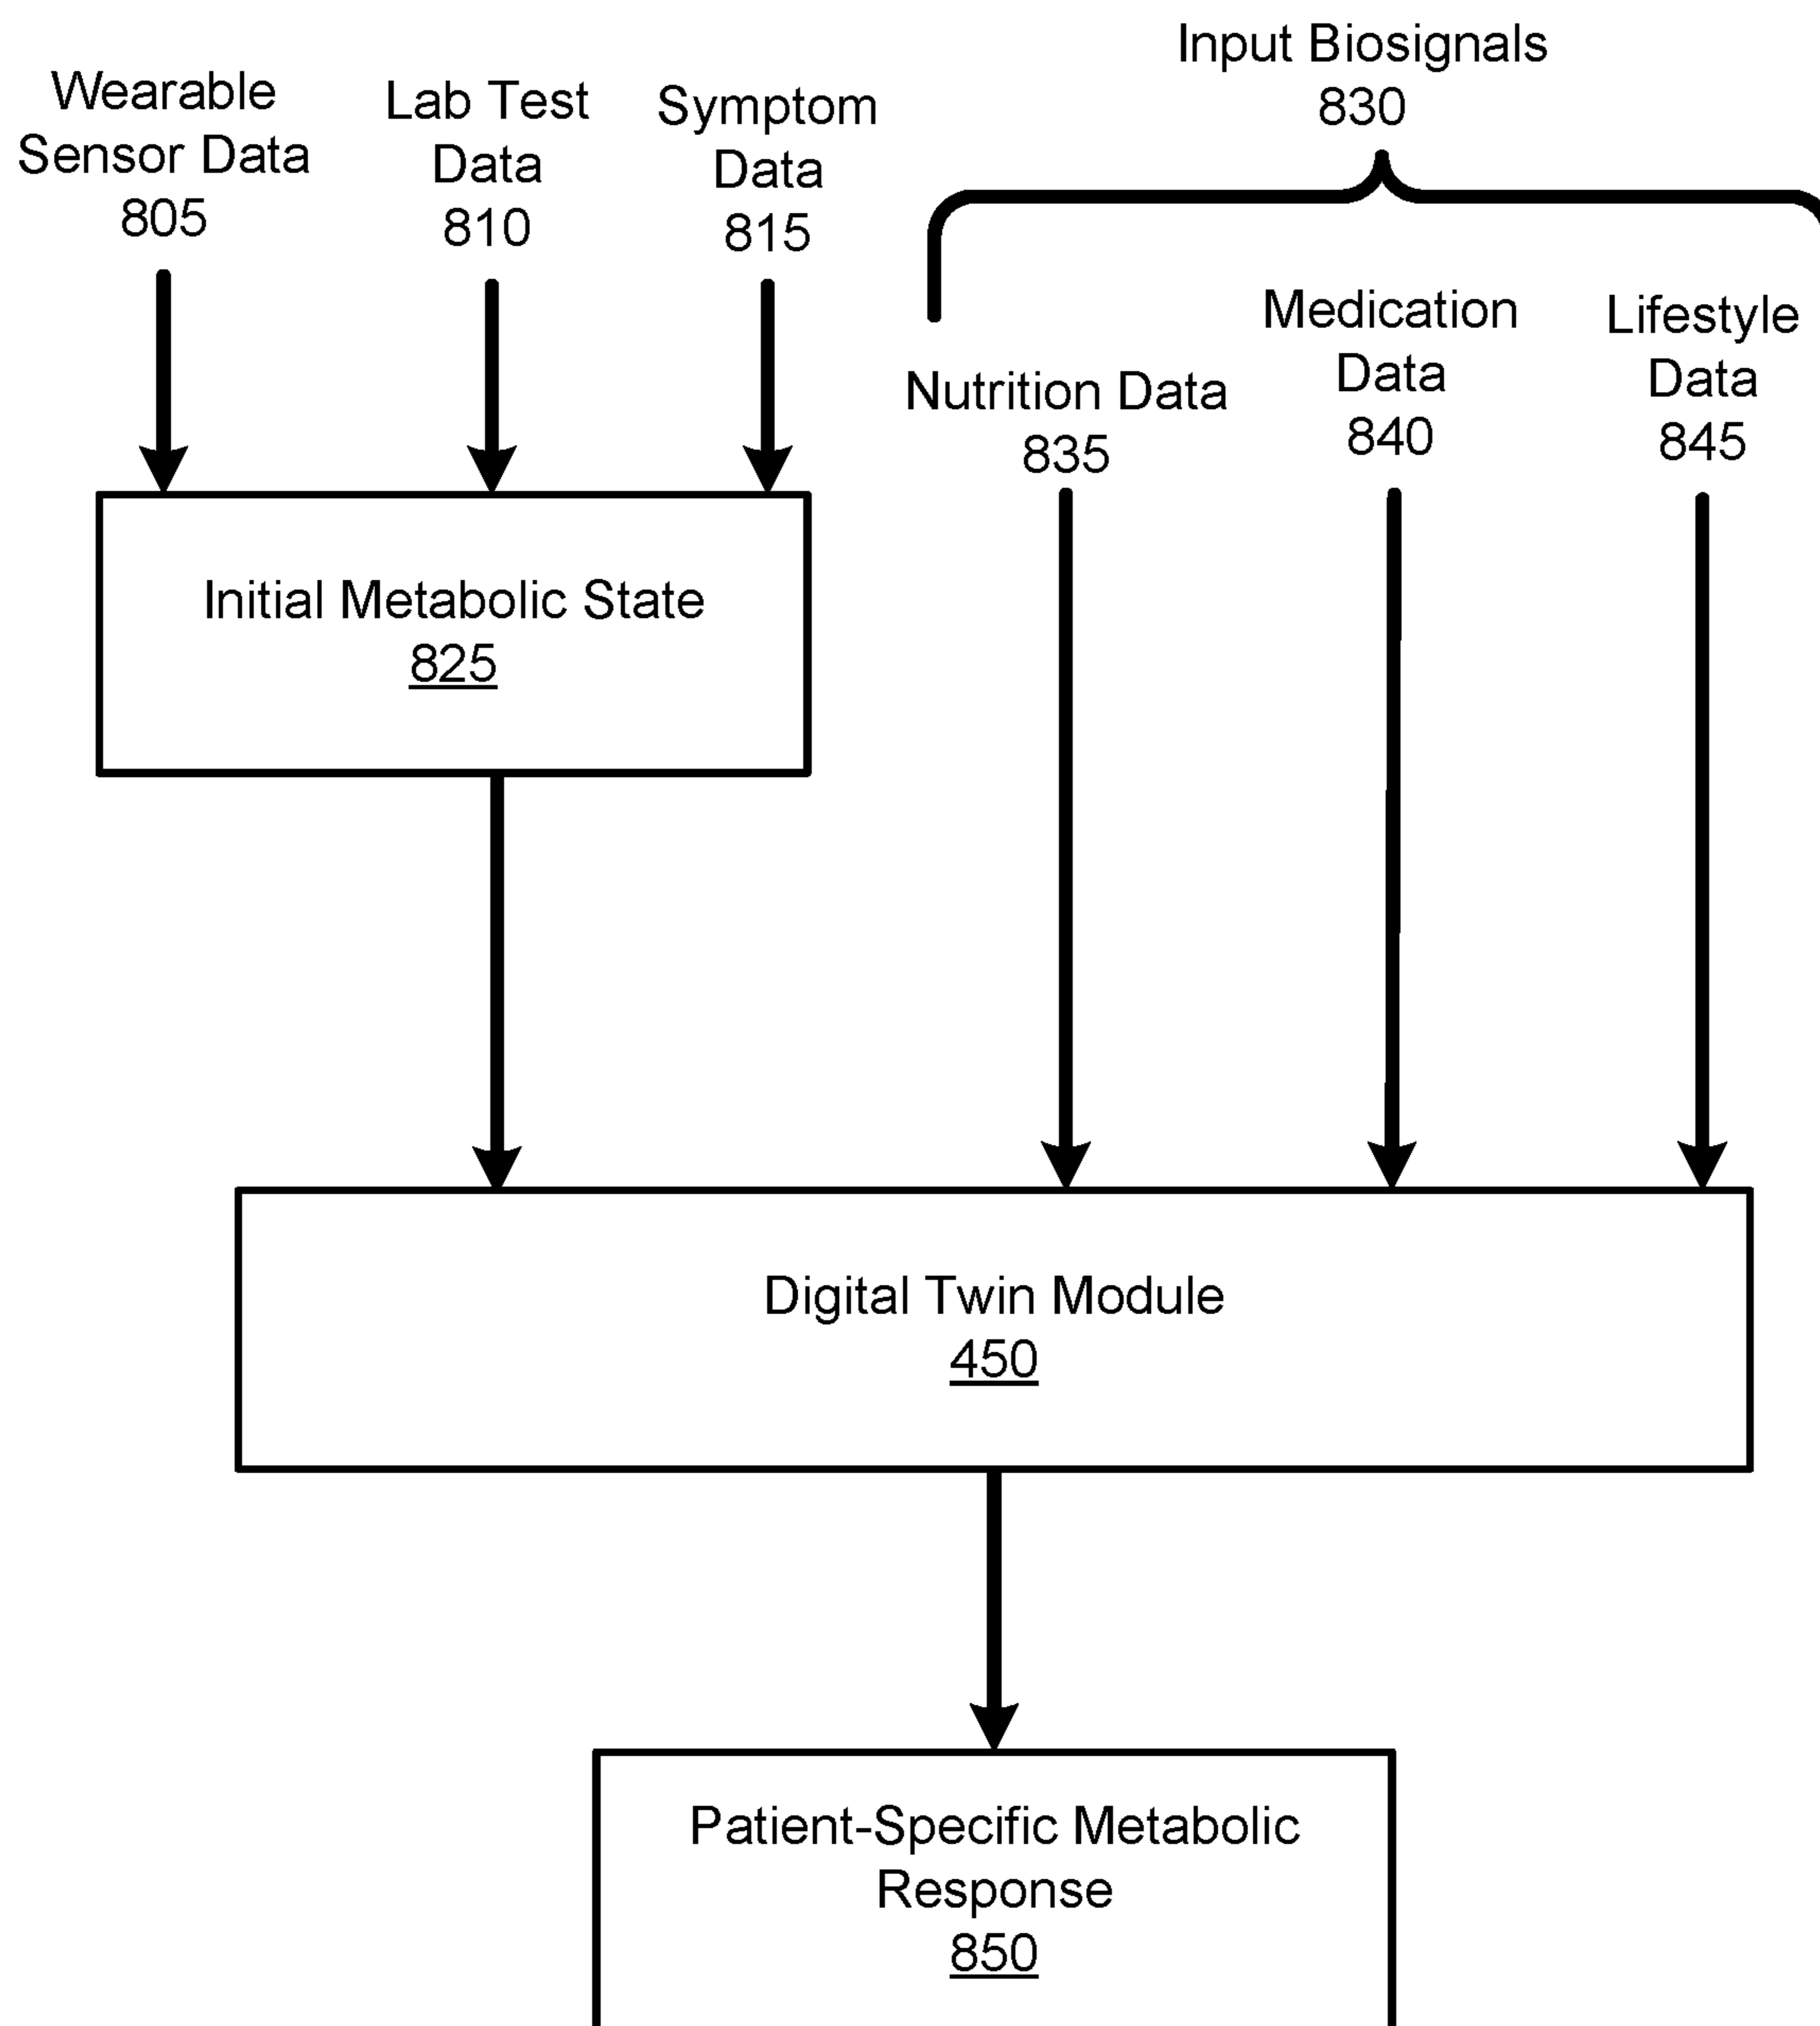 Wearable
Sensor Data
805
Lab Test
Data
810
Symptom
Data
815
Input Biosignals
830
Nutrition Data
835
Medication
Data
840
Lifestyle
Data
845
Initial Metabolic State
825
Digital Twin Module
450
Patient-Specific Metabolic
Response
850